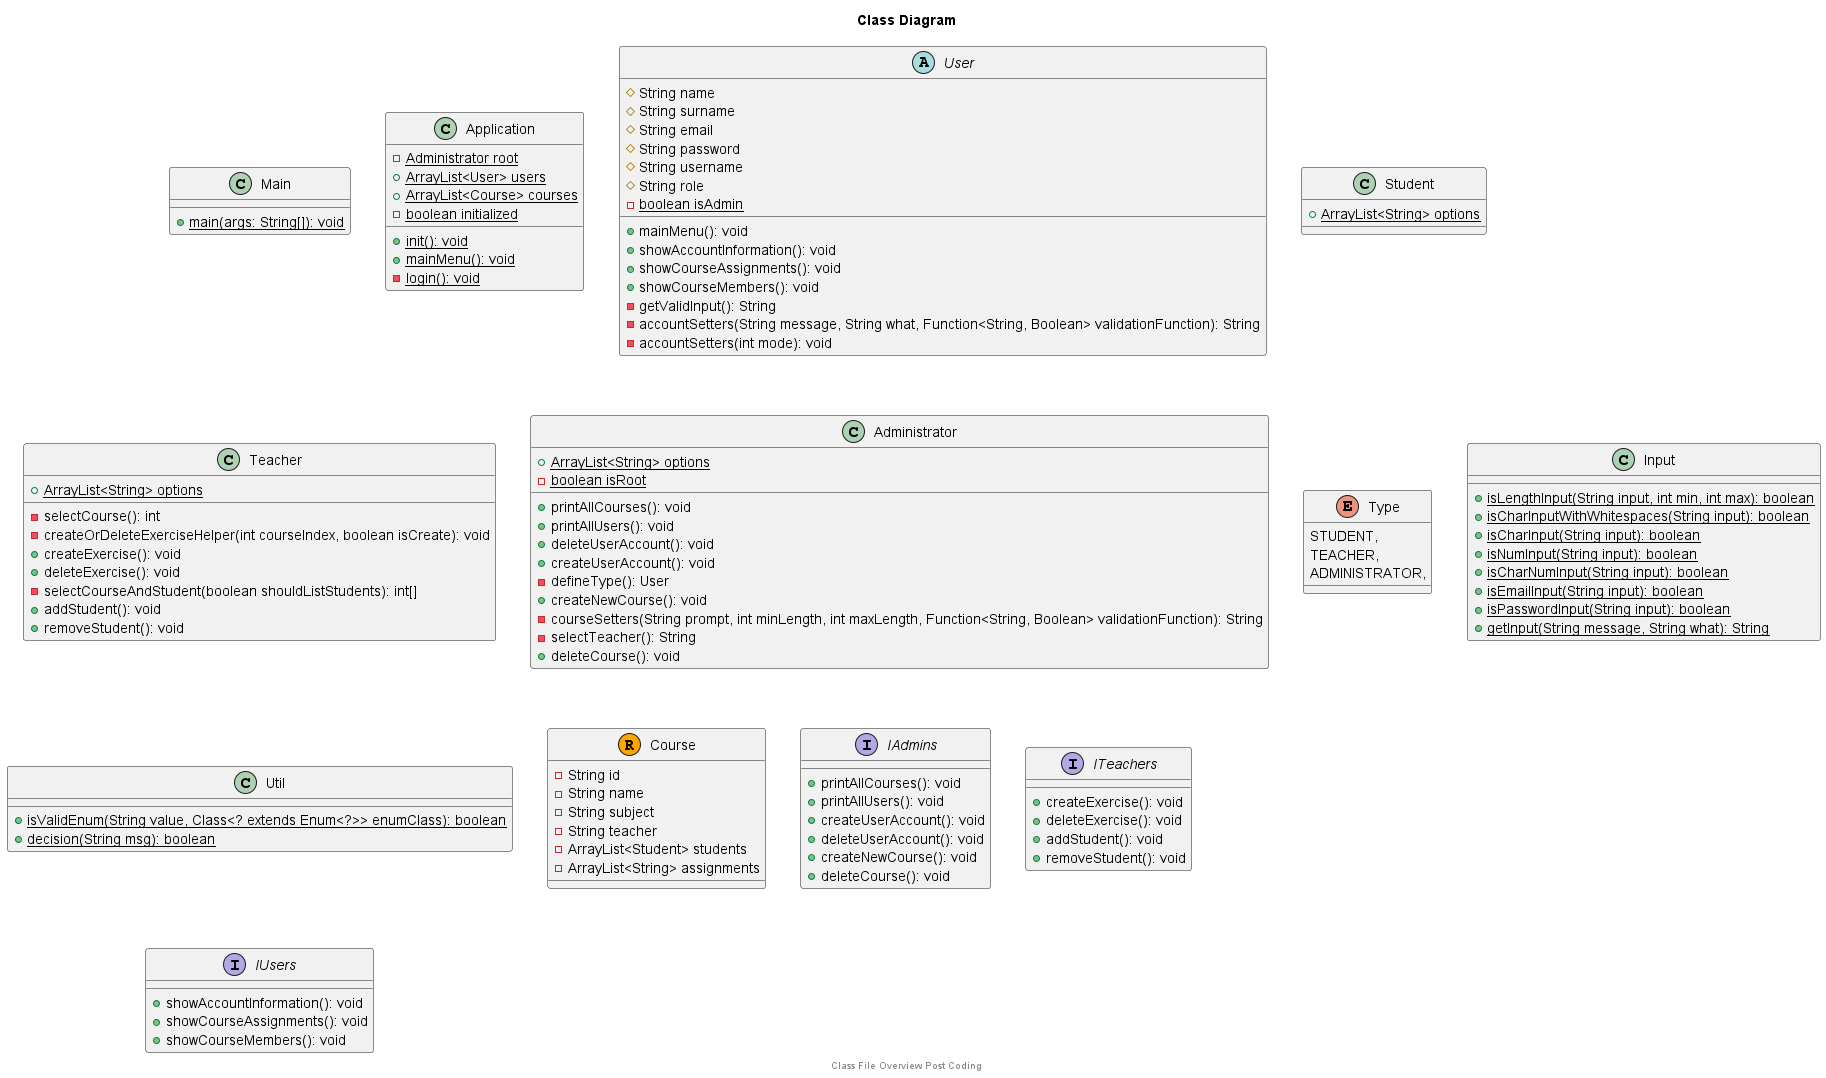 Class Diagram
C Main
main(args: String[]): void
C Application
Administrator root
ArrayList<User> users
ArrayList<Course> courses
boolean initialized
init(): void
mainMenu(): void
login(): void
A User
String name
String surname
String email
String password
String username
String role
boolean isAdmin
mainMenu(): void
showAccountInformation(): void
showCourseAssignments(): void
showCourseMembers(): void
getValidInput(): String
accountSetters(String message, String what, Function<String, Boolean> validationFunction): String
accountSetters(int mode): void
C Student
ArrayList<String> options
C Teacher
ArrayList<String> options
selectCourse(): int
createOrDeleteExerciseHelper(int courseIndex, boolean isCreate): void
createExercise(): void
deleteExercise(): void
selectCourseAndStudent(boolean shouldListStudents): int[]
addStudent(): void
removeStudent(): void
C Administrator
ArrayList<String> options
boolean isRoot
printAllCourses(): void
printAllUsers(): void
deleteUserAccount(): void
createUserAccount(): void
defineType(): User
createNewCourse(): void
courseSetters(String prompt, int minLength, int maxLength, Function<String, Boolean> validationFunction): String
selectTeacher(): String
deleteCourse(): void
E Type
STUDENT,
TEACHER,
ADMINISTRATOR,
C Input
isLengthInput(String input, int min, int max): boolean
isCharInputWithWhitespaces(String input): boolean
isCharInput(String input): boolean
isNumInput(String input): boolean
isCharNumInput(String input): boolean
isEmailInput(String input): boolean
isPasswordInput(String input): boolean
getInput(String message, String what): String
C Util
isValidEnum(String value, Class<? extends Enum<?>> enumClass): boolean
decision(String msg): boolean
R Course
String id
String name
String subject
String teacher
ArrayList<Student> students
ArrayList<String> assignments
I IAdmins
printAllCourses(): void
printAllUsers(): void
createUserAccount(): void
deleteUserAccount(): void
createNewCourse(): void
deleteCourse(): void
I ITeachers
createExercise(): void
deleteExercise(): void
addStudent(): void
removeStudent(): void
I IUsers
showAccountInformation(): void
showCourseAssignments(): void
showCourseMembers(): void
Class File Overview Post Coding